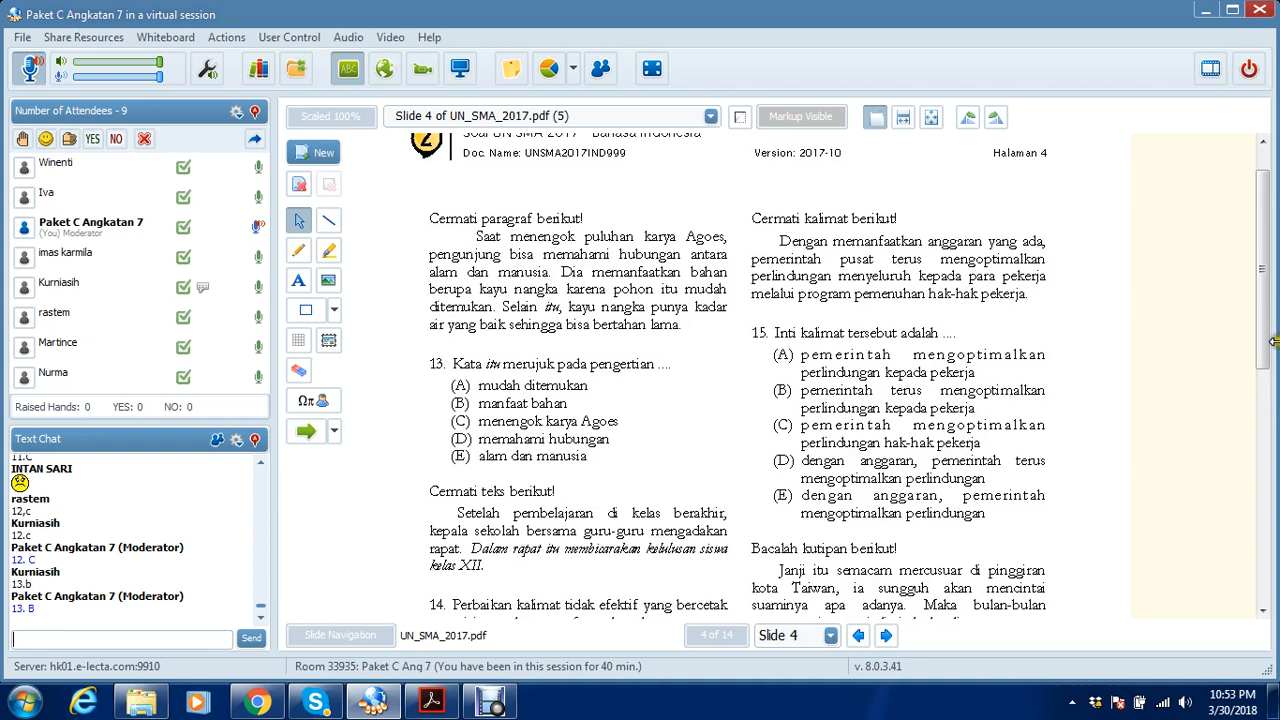 Paket C Angkatan 7 in a virtual session
File Share Resources Whiteboard Actions User Control Audio Video Help
ABC
Number of Attendees - 9
YES NO
Winenti
Iva
Paket C Angkatan 7
(You) Moderator
imas karmila
Kurniasih
rastem
Martince
Nurma
Raised Hands: 0 YES: 0 NO: 0
Text Chat
11.C
INTAN SARI
rastem
12,c
Kurniasih
12.c
Paket C Angkatan 7 (Moderator)
12. C
Kurniasih
13.b
Paket C Angkatan 7 (Moderator)
13. B
Send
Scaled 100% Slide 4 of UN_SMA_2017.pdf (5) Markup Visible
New
A
Ωπ
Soal UN SMA 2017 - Bahasa Indonesia
Doc. Name: UNSMA2017IND999 Version: 2017-10 Halaman 4
Cermati paragraf berikut!
Saat menengok puluhan karya Agoes,
pengunjung bisa memahami hubungan antara
alam dan manusia. Dia memanfaatkan bahan
berupa kayu nangka karena pohon itu mudah
ditemukan. Selain itu, kayu nangka punya kadar
air yang baik sehingga bisa bertahan lama.
13. Kata itu merujuk pada pengertian ....
(A) mudah ditemukan
(B) manfaat bahan
(C) menengok karya Agoes
(D) memahami hubungan
(E) alam dan manusia
Cermati teks berikut!
Setelah pembelajaran di kelas berakhir,
kepala sekolah bersama guru-guru mengadakan
rapat. Dalam rapat itu membicarakan kelulusan siswa
kelas XII.
14. Perbaikan kalimat tidak efektif yang bercetak
Cermati kalimat berikut!
Dengan memanfaatkan anggaran yang ada,
pemerintah pusat terus mengoptimalkan
perlindungan menyeluruh kepada para pekerja
melalui program pemenuhan hak-hak pekerja.
15. Inti kalimat tersebut adalah ....
(A) pemerintah mengoptimalkan
perlindungan kepada pekerja
(B) pemerintah terus mengoptimalkan
perlindungan kepada pekerja
(C) pemerintah mengoptimalkan
perlindungan hak-hak pekerja
(D) dengan anggaran, pemerintah terus
mengoptimalkan perlindungan
(E) dengan anggaran, pemerintah
mengoptimalkan perlindungan
Bacalah kutipan berikut!
Janji itu semacam mercusuar di pinggiran
kota Taiwan, ia sungguh akan mencintai
suaminya apa adanya. Maka bulan-bulan
Slide Navigation UN_SMA_2017.pdf 4 of 14 Slide 4
Server: hk01.e-lecta.com:9910 Room 33935: Paket C Ang 7 (You have been in this session for 40 min.) v. 8.0.3.41
10:53 PM
3/30/2018